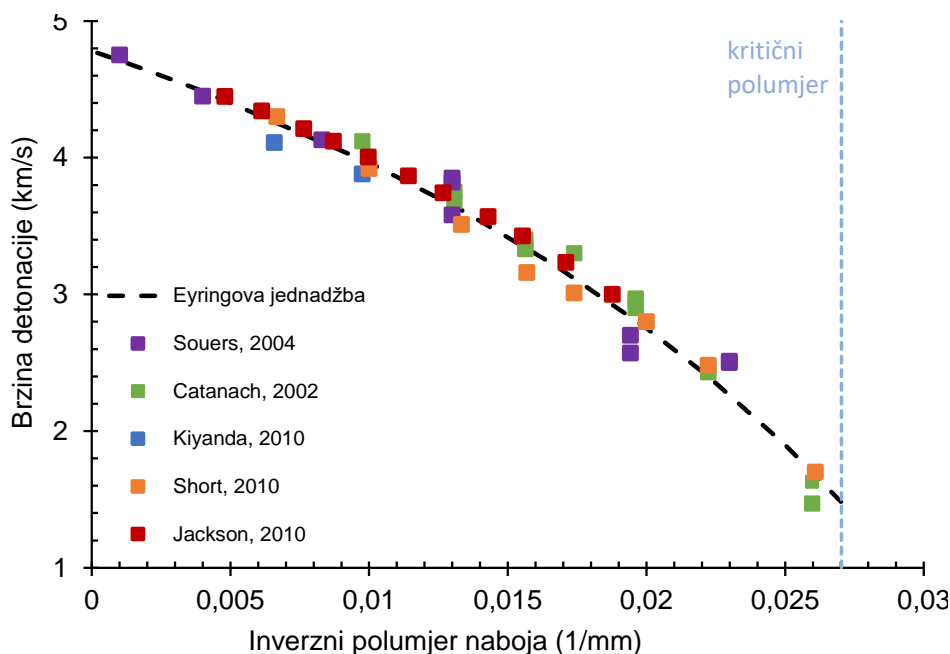 5
4
3
2
1
Brzina detonacije (km/s)
kritični
polumjer
Eyringova jednadžba
Souers, 2004
Catanach, 2002
Kiyanda, 2010
Short, 2010
Jackson, 2010
0 0,005 0,01 0,015 0,02 0,025 0,03
Inverzni polumjer naboja (1/mm)